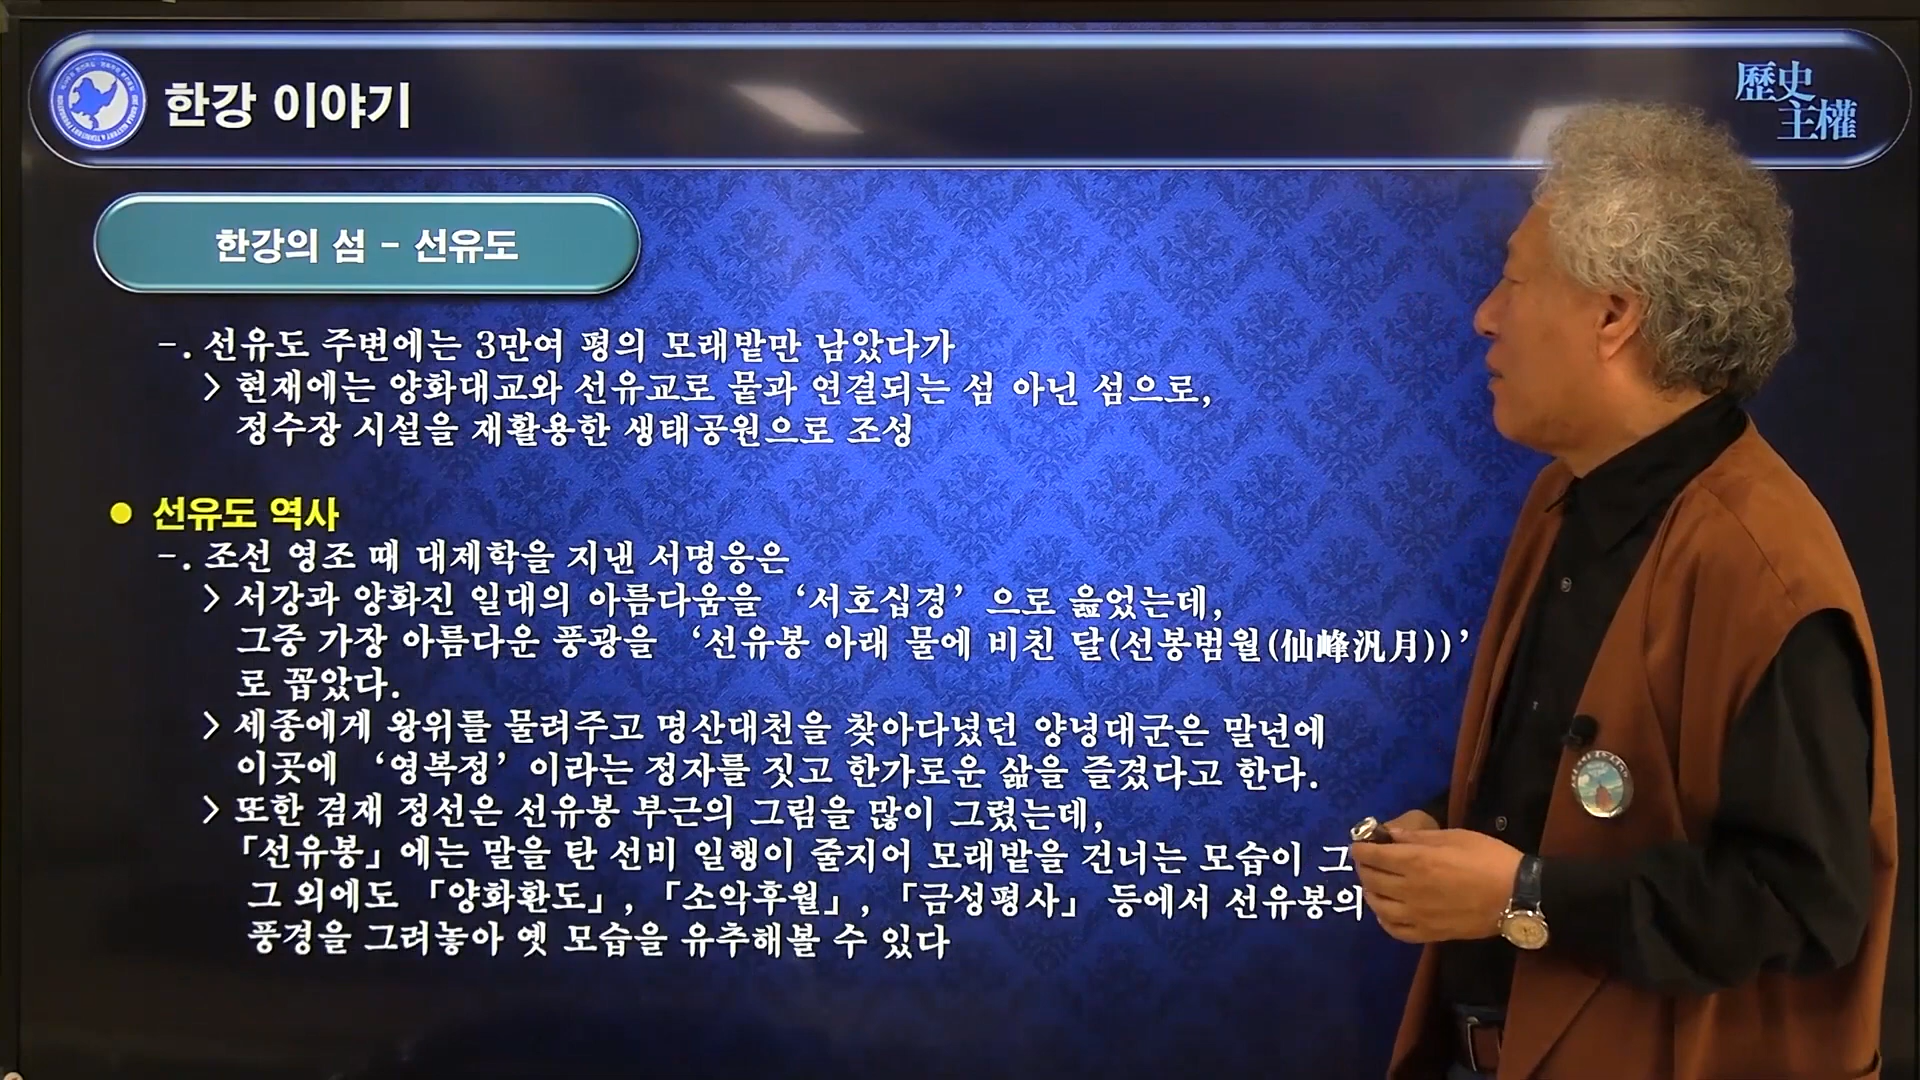 한강 이야기
歷史
主權
한강의 섬 - 선유도
-. 선유도 주변에는 3만여 평의 모래밭만 남았다가
> 현재에는 양화대교와 선유교로 뭍과 연결되는 섬 아닌 섬으로,
정수장 시설을 재활용한 생태공원으로 조성
● 선유도 역사
-. 조선 영조 때 대제학을 지낸 서명응은
> 서강과 양화진 일대의 아름다움을 ‘서호십경’ 으로 읊었는데,
그중 가장 아름다운 풍광을 ‘선유봉 아래 물에 비친 달(선봉범월(仙峰汎月))’
로 꼽았다.
> 세종에게 왕위를 물려주고 명산대천을 찾아다녔던 양녕대군은 말년에
이곳에 ‘영복정’ 이라는 정자를 짓고 한가로운 삶을 즐겼다고 한다.
> 또한 겸재 정선은 선유봉 부근의 그림을 많이 그렸는데,
「선유봉」에는 말을 탄 선비 일행이 줄지어 모래밭을 건너는 모습이 그
그 외에도 「양화환도」, 「소악후월」, 「금성평사」 등에서 선유봉의
풍경을 그려놓아 옛 모습을 유추해볼 수 있다